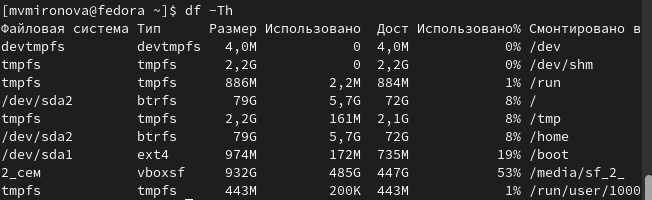 [mvmironova@fedora ~]$ df -Th
Файловая система Тип Размер Использовано Дост Использовано% Смонтировано в
devtmpfs devtmpfs 4,0M 0 4,0M 0% /dev
tmpfs tmpfs 2,2G 0 2,2G 0% /dev/shm
tmpfs tmpfs 886M 2,2M 884M 1% /run
/dev/sda2 btrfs 79G 5,7G 72G 8% /
tmpfs tmpfs 2,2G 161M 2,1G 8% /tmp
/dev/sda2 btrfs 79G 5,7G 72G 8% /home
/dev/sda1 ext4 974M 172M 735M 19% /boot
2_сем vboxsf 932G 485G 447G 53% /media/sf_2_
tmpfs tmpfs 443M 200K 443M 1% /run/user/1000